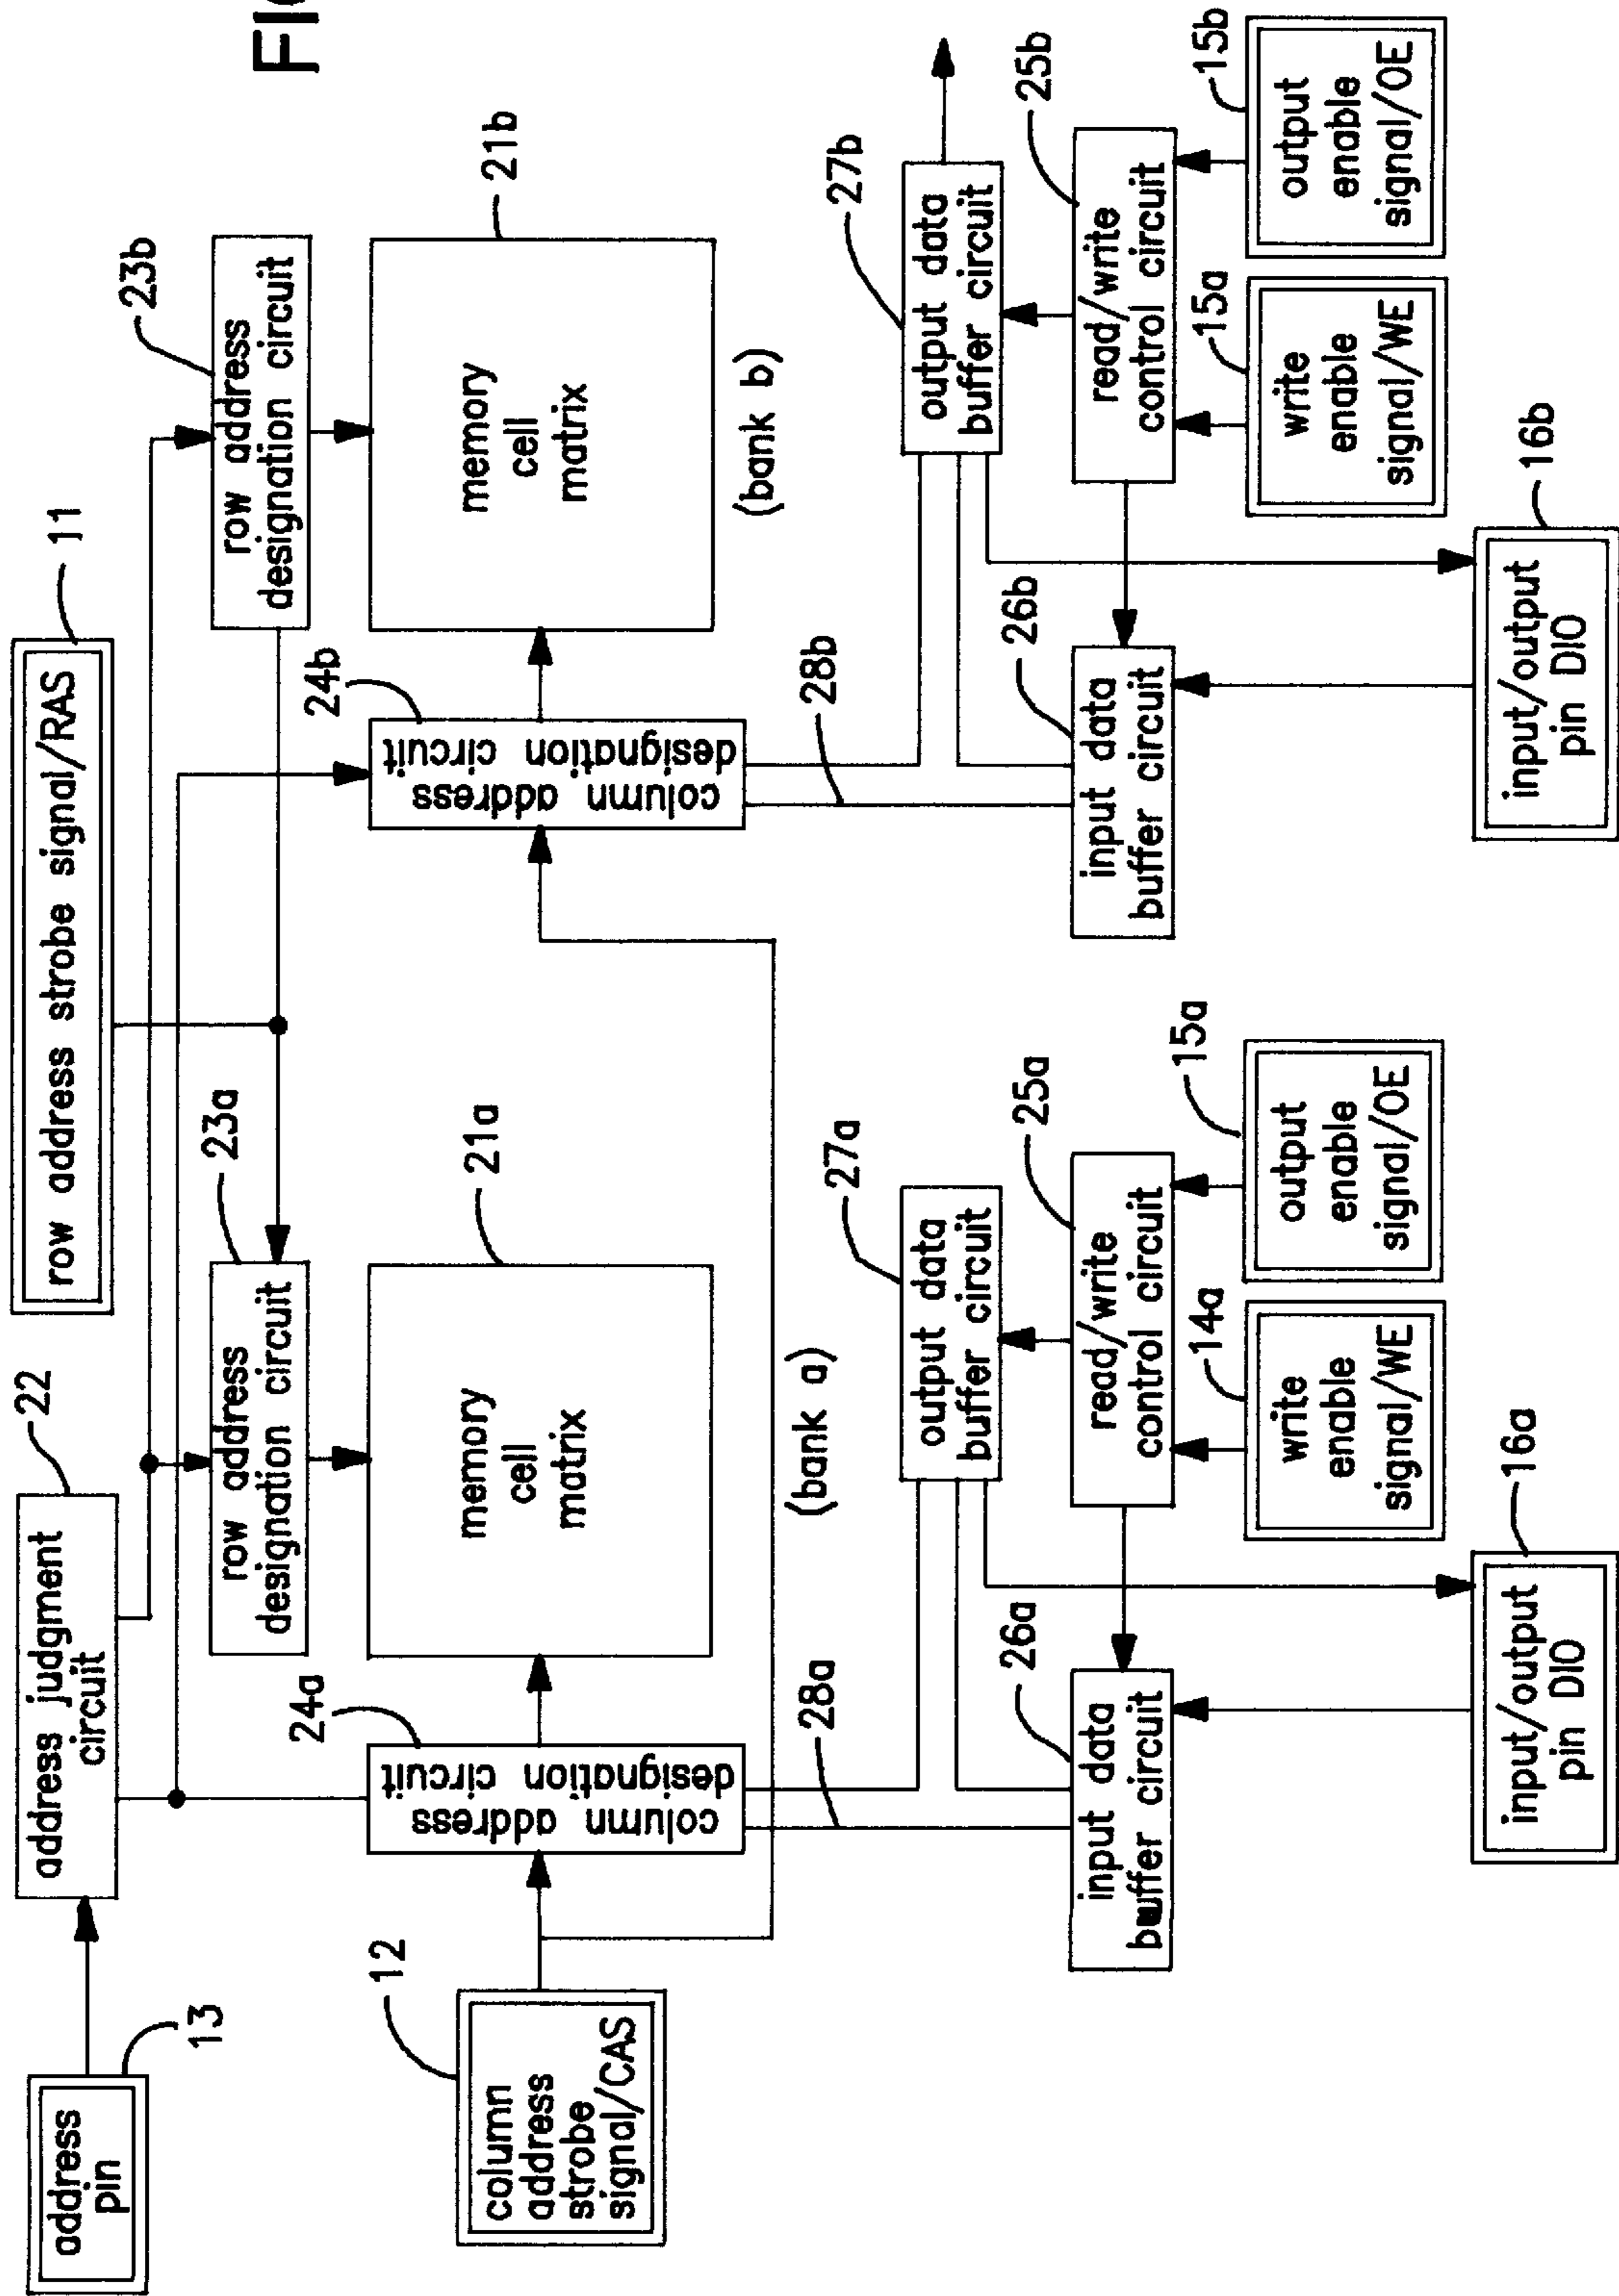 FIG
address
pin
13
address judgment
circuit
22
row address strobe signal/RAS
11
row address
designation circuit
23a
row address
designation circuit
23b
column
address
strobe
signal/CAS
12
column address
designation circuit
24a
memory
cell
matrix
21a
(bank a)
column address
designation circuit
24b
memory
cell
matrix
21b
(bank b)
28a
28b
output data
buffer circuit
27a
output data
buffer circuit
27b
input data
buffer circuit
26a
read/write
control circuit
25a
input data
buffer circuit
26b
read/write
control circuit
25b
write
enable
signal/WE
14a
output
enable
signal/OE
15a
write
enable
signal/WE
15a
output
enable
signal/OE
15b
input/output
pin DIO
16a
input/output
pin DIO
16b